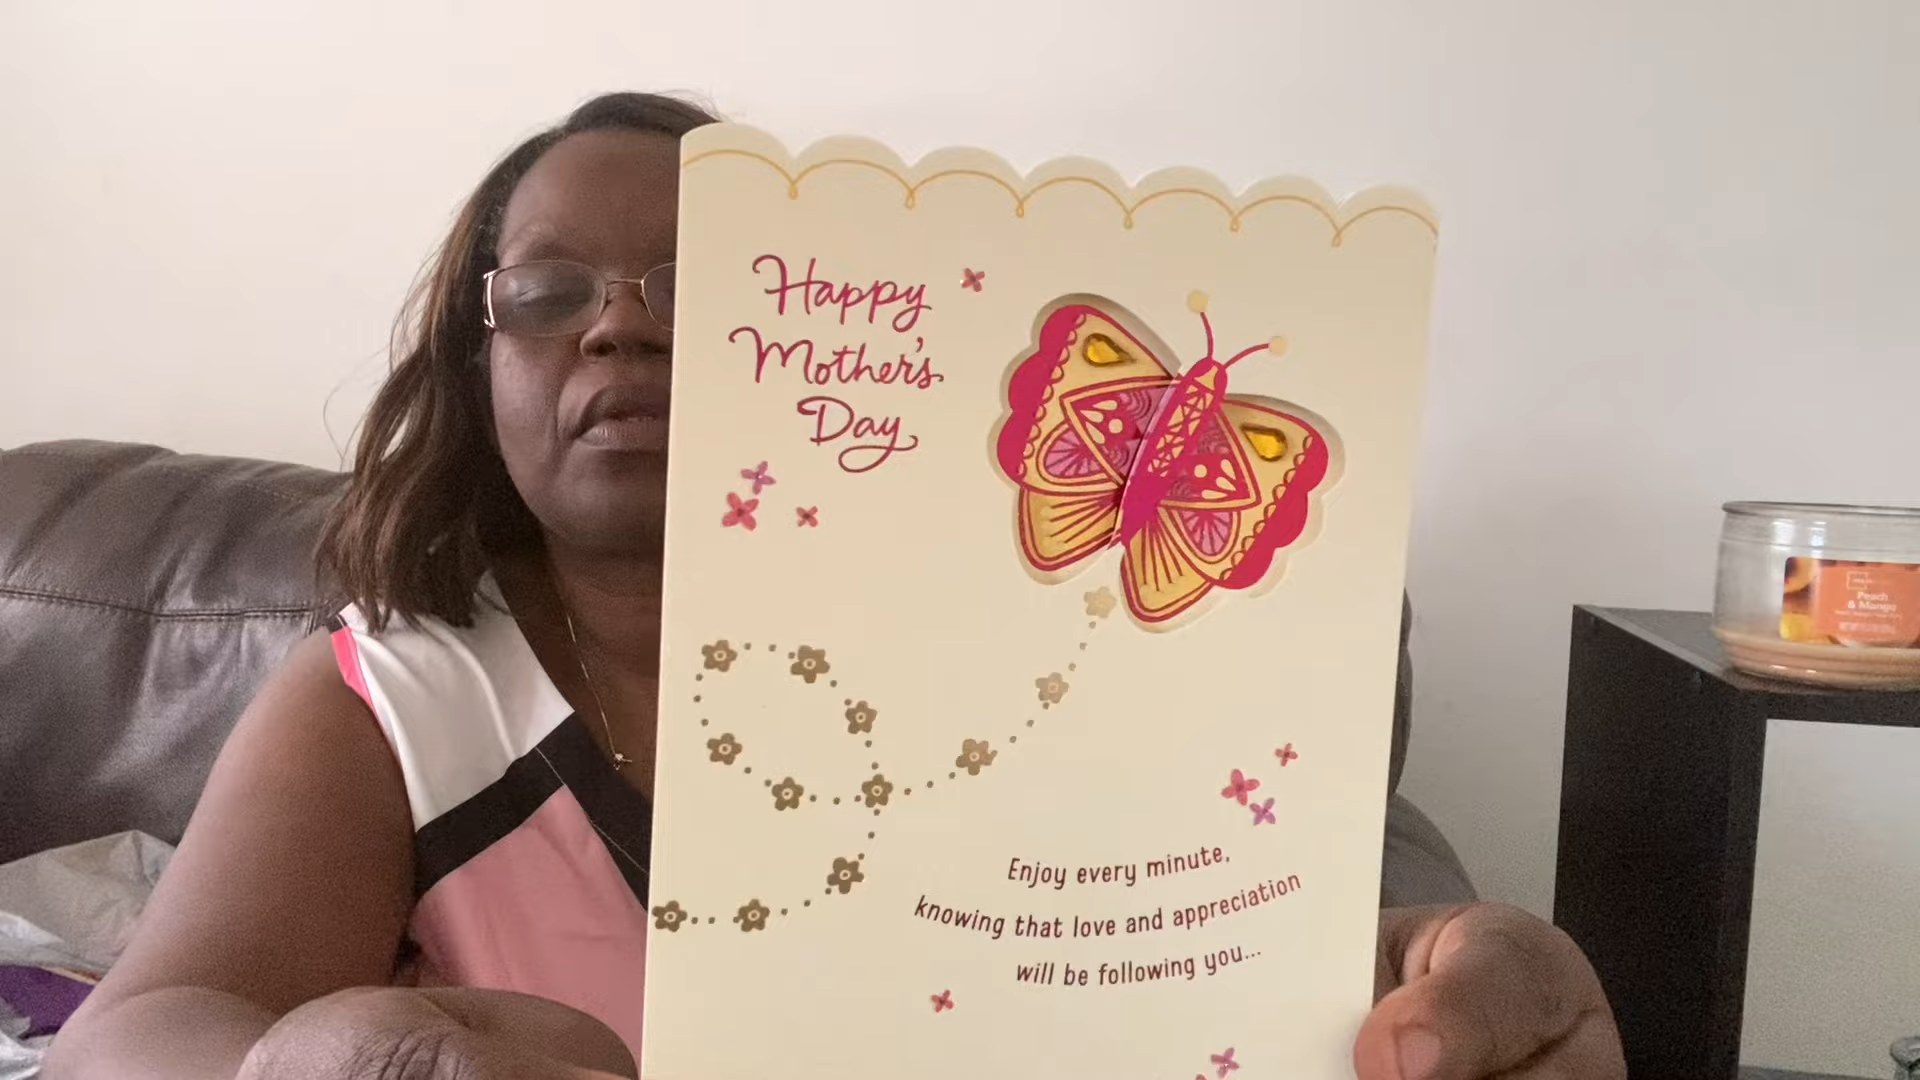 Happy
Mother's
Day
Enjoy every minute,
knowing that love and appreciation
will be following you...
Peach
& Mango